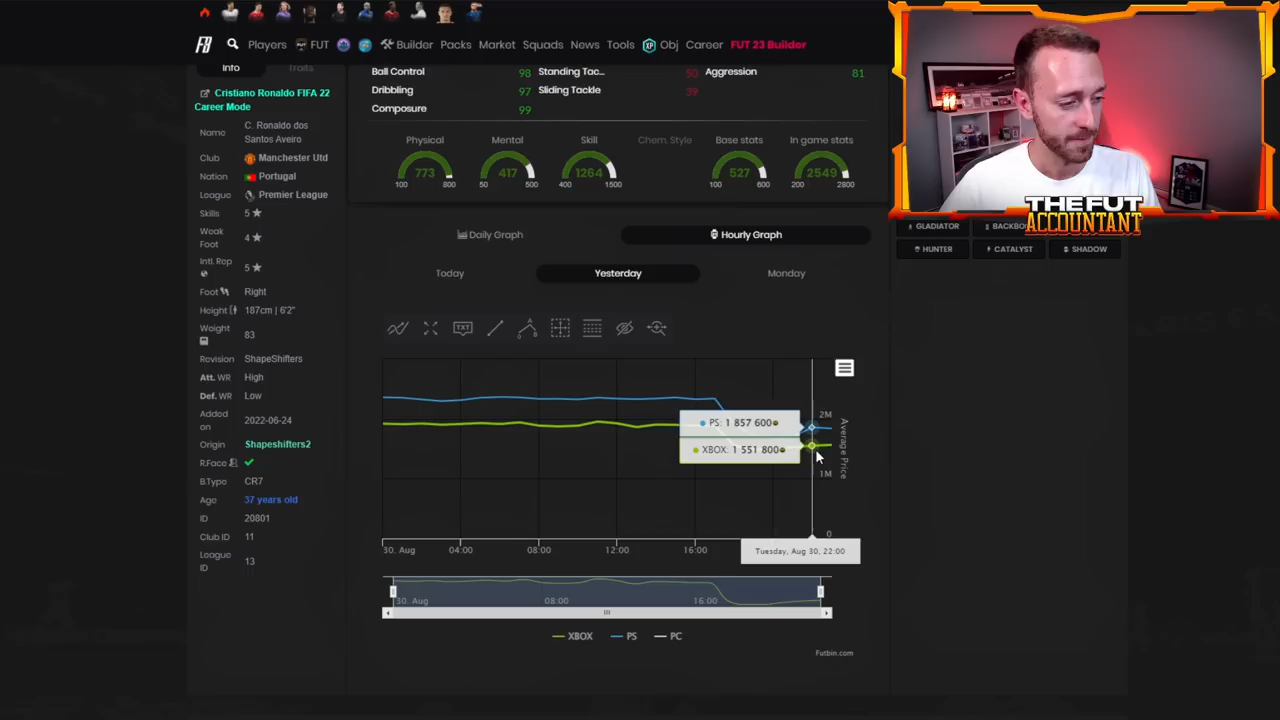 F8
Players
FUT
Builder
Packs
Market
Squads
News
Tools
XP
Obj
Career
FUT 23 Builder
Info
Traits
Cristiano Ronaldo FIFA 22
Career Mode
Name
C. Ronaldo dos
Santos Aveiro
Club
Manchester Utd
Nation
Portugal
League
Premier League
Skills
5
Weak
Foot
4
Intl. Rep
5
Foot
Right
Height
187cm | 6'2"
Weight
83
Revision
ShapeShifters
Att. WR
High
Def. WR
Low
Added
on
2022-06-24
Origin
Shapeshifters2
R.Face
B.Type
CR7
Age
37 years old
ID
20801
Club ID
11
League
ID
13
Ball Control
98
Standing Tac...
50
Aggression
81
Dribbling
97
Sliding Tackle
39
Composure
99
Physical
773
100
800
Mental
417
50
500
Skill
1264
400
1500
Chem. Style
Base stats
527
100
600
In game stats
2549
200
2800
Daily Graph
Hourly Graph
Today
Yesterday
Monday
TXT
PS: 1 857 600
XBOX: 1 551 800
2M
1M
0
Average Price
30. Aug
04:00
08:00
12:00
16:00
Tuesday, Aug 30, 22:00
30. Aug
08:00
16:00
XBOX
PS
PC
Futbin.com
THE FUT
ACCOUNTANT
GLADIATOR
HUNTER
CATALYST
SHADOW